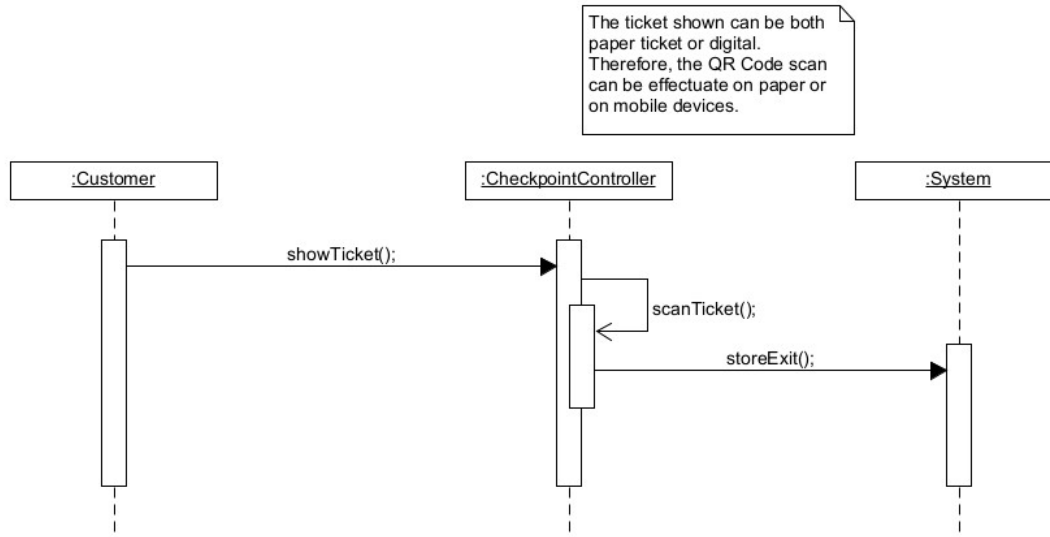 The ticket shown can be both
paper ticket or digital.
Therefore, the QR Code scan
can be effectuate on paper or
on mobile devices.
:Customer
:CheckpointController
:System
showTicket();
scanTicket();
storeExit();